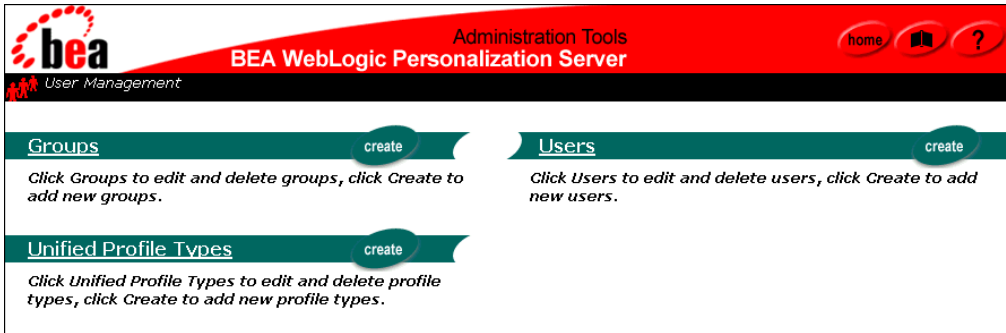 bea
Administration Tools
BEA WebLogic Personalization Server
home
?
User Management
Groups
create
Click Groups to edit and delete groups, click Create to
add new groups.
Users
create
Click Users to edit and delete users, click Create to add
new users.
Unified Profile Types
create
Click Unified Profile Types to edit and delete profile
types, click Create to add new profile types.